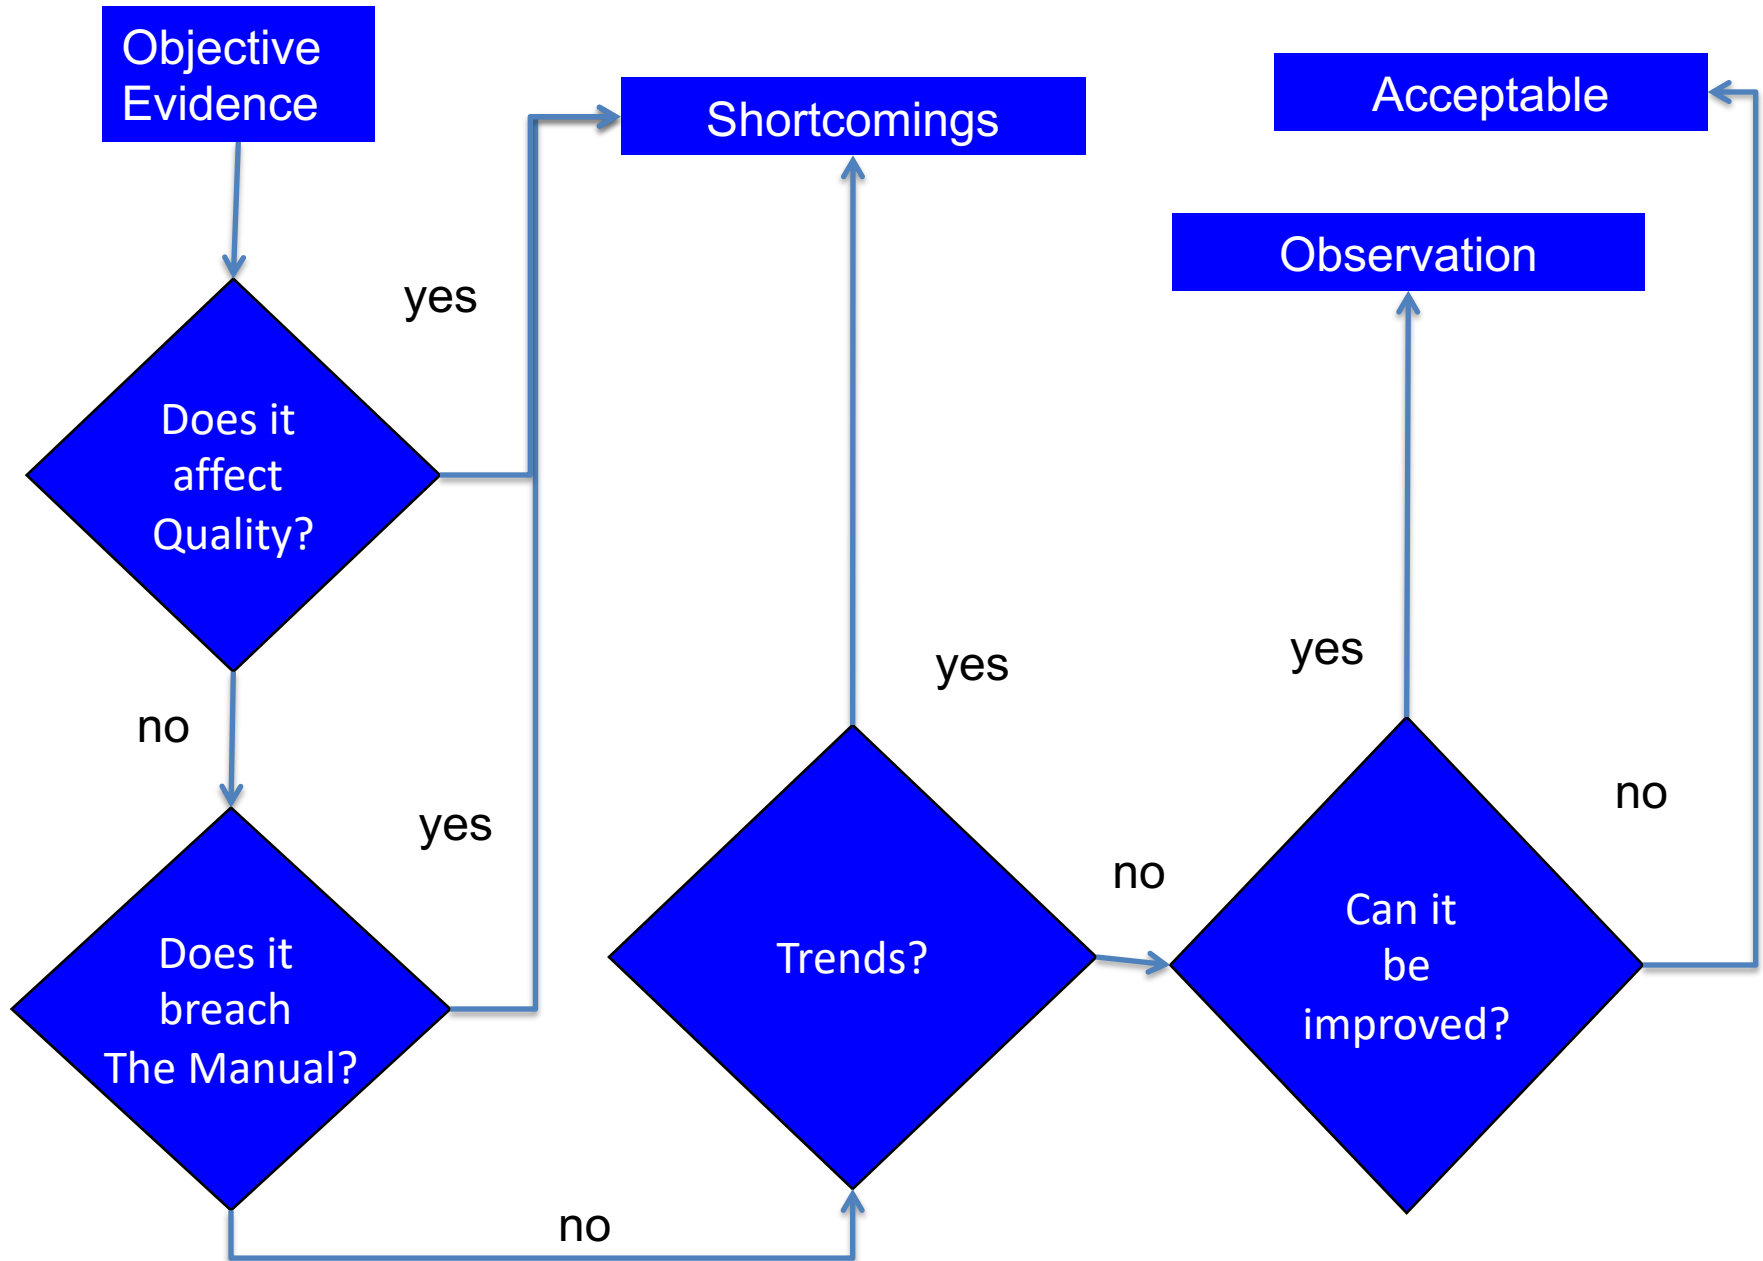 Objective
Evidence
Shortcomings
Acceptable
Observation
yes
Does it
affect
Quality?
no
yes
Does it
breach
The Manual?
no
yes
Trends?
no
yes
Can it
be
improved?
no